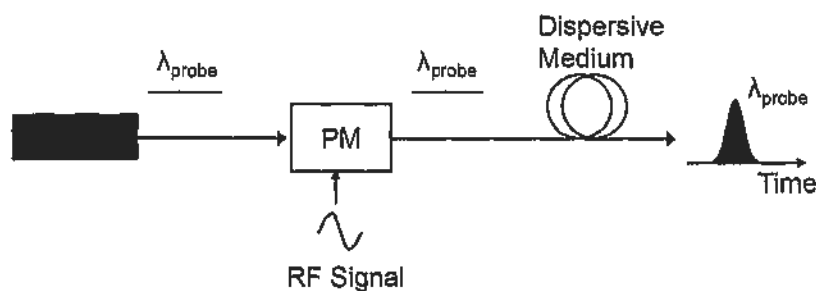 Dispersive
Medium
λprobe
λprobe
λprobe
PM
Time
RF Signal